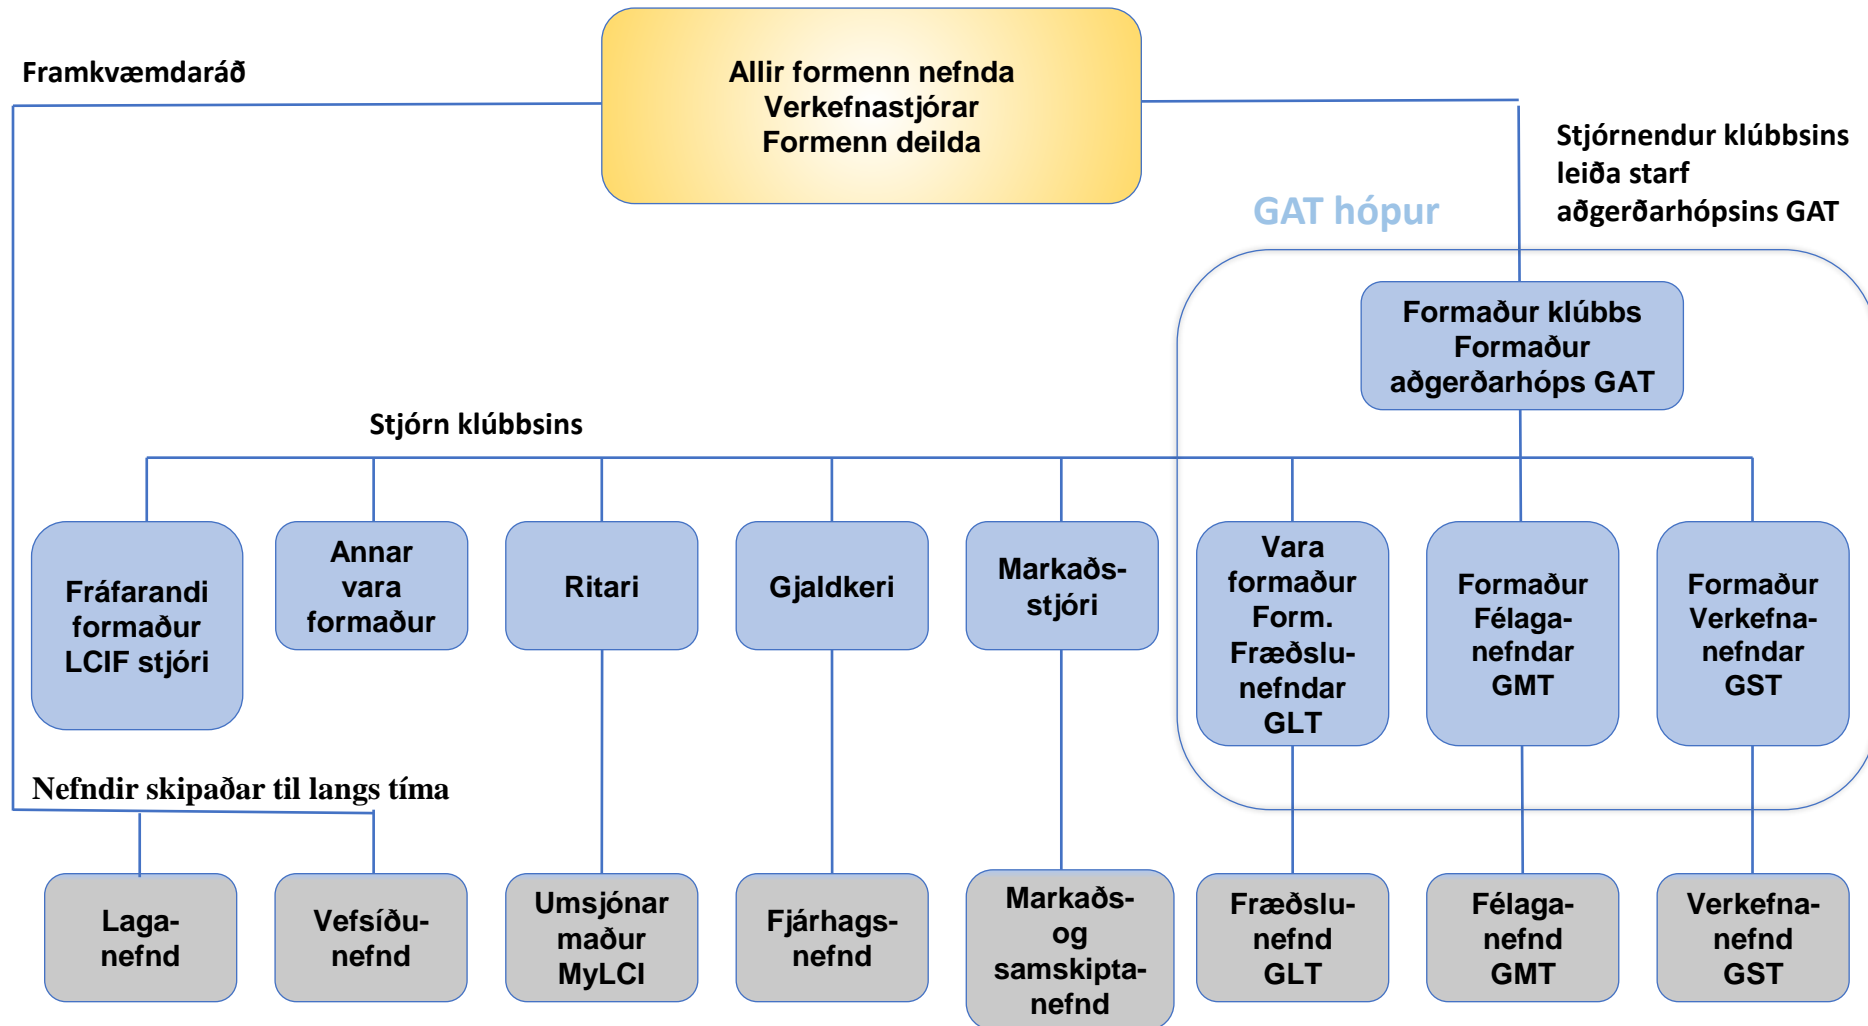 Framkvæmdaráð
Allir formenn nefnda
Verkefnastjórar
Formenn deilda
Stjórnendur klúbbsins
leiða starf
aðgerðarhópsins GAT
GAT hópur
Formaður klúbbs
Formaður
aðgerðarhóps GAT
Stjórn klúbbsins
Fráfarandi
formaður
LCIF stjóri
Annar
vara
formaður
Ritari
Gjaldkeri
Markaðs-
stjóri
Vara
formaður
Form.
Fræðslu-
nefndar
GLT
Formaður
Félaga-
nefndar
GMT
Formaður
Verkefna-
nefndar
GST
Nefndir skipaðar til langs tíma
Laga-
nefnd
Vefsíðu-
nefnd
Umsjónar
maður
MyLCI
Fjárhags-
nefnd
Markaðs-
og
samskipta-
nefnd
Fræðslu-
nefnd
GLT
Félaga-
nefnd
GMT
Verkefna-
nefnd
GST